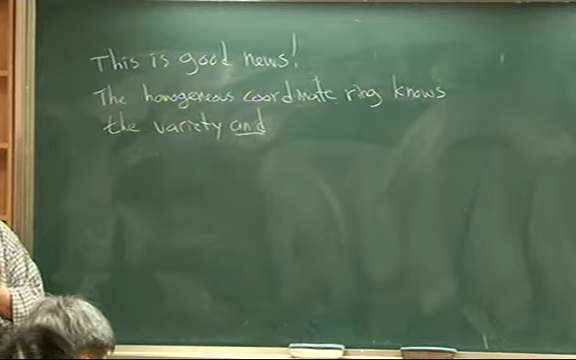 This is good news!
The homogeneous coordinate ring knows
the variety and